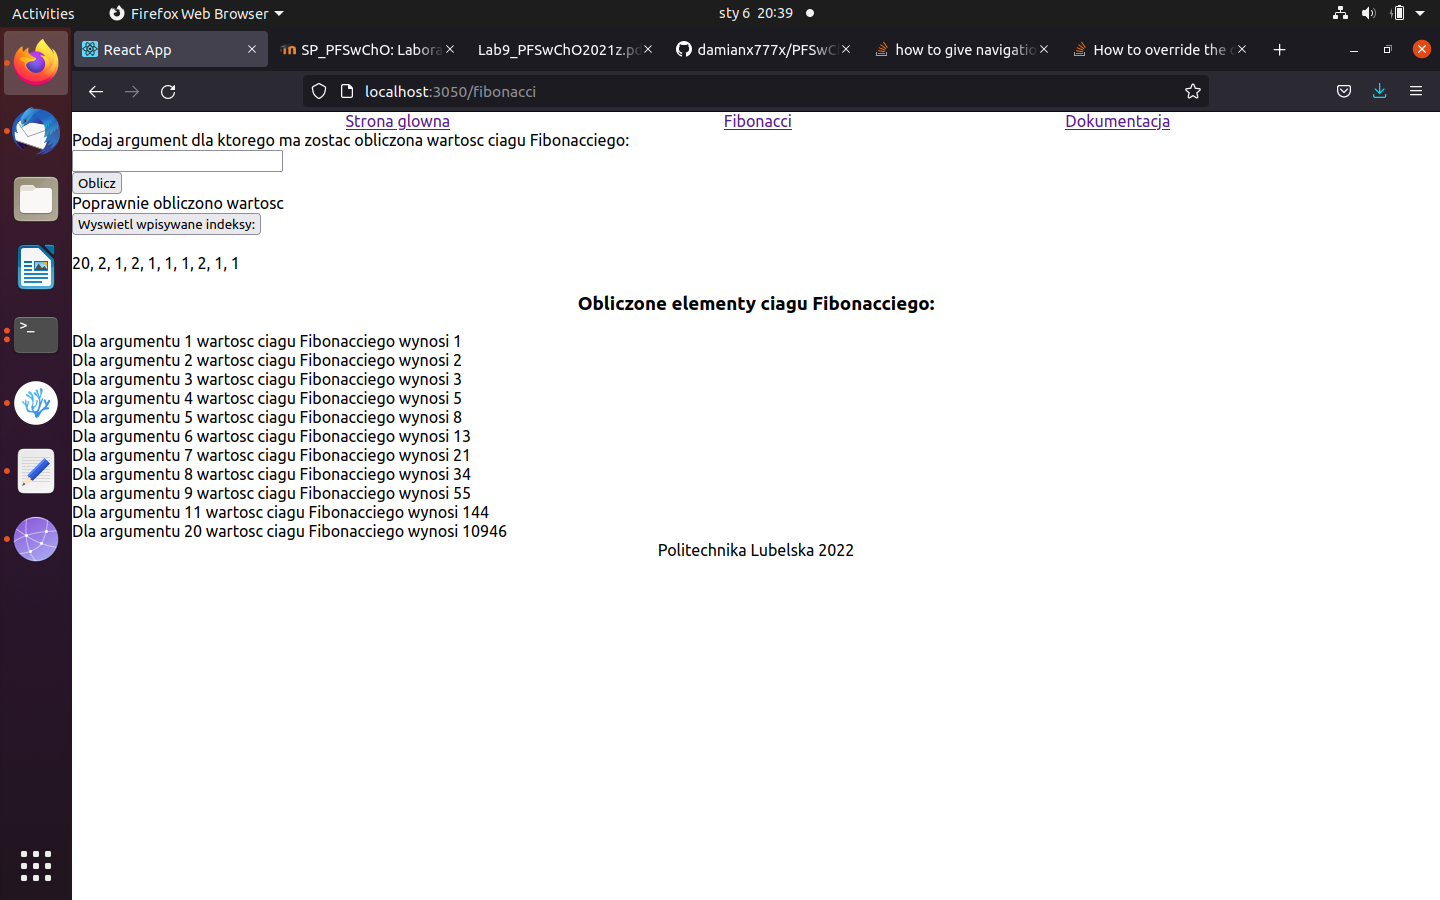 Activities Firefox Web Browser sty 6 20:39
React App SP_PFSwChO: Labora Lab9_PFSwChO2021z.pd damianx777x/PFSwC how to give navigatio How to override the
localhost:3050/fibonacci
Strona glowna Fibonacci Dokumentacja
Podaj argument dla ktorego ma zostac obliczona wartosc ciagu Fibonacciego:
Oblicz
Poprawnie obliczono wartosc
Wyswietl wpisywane indeksy:
20, 2, 1, 2, 1, 1, 1, 2, 1, 1
Obliczone elementy ciagu Fibonacciego:
Dla argumentu 1 wartosc ciagu Fibonacciego wynosi 1
Dla argumentu 2 wartosc ciagu Fibonacciego wynosi 2
Dla argumentu 3 wartosc ciagu Fibonacciego wynosi 3
Dla argumentu 4 wartosc ciagu Fibonacciego wynosi 5
Dla argumentu 5 wartosc ciagu Fibonacciego wynosi 8
Dla argumentu 6 wartosc ciagu Fibonacciego wynosi 13
Dla argumentu 7 wartosc ciagu Fibonacciego wynosi 21
Dla argumentu 8 wartosc ciagu Fibonacciego wynosi 34
Dla argumentu 9 wartosc ciagu Fibonacciego wynosi 55
Dla argumentu 11 wartosc ciagu Fibonacciego wynosi 144
Dla argumentu 20 wartosc ciagu Fibonacciego wynosi 10946
Politechnika Lubelska 2022